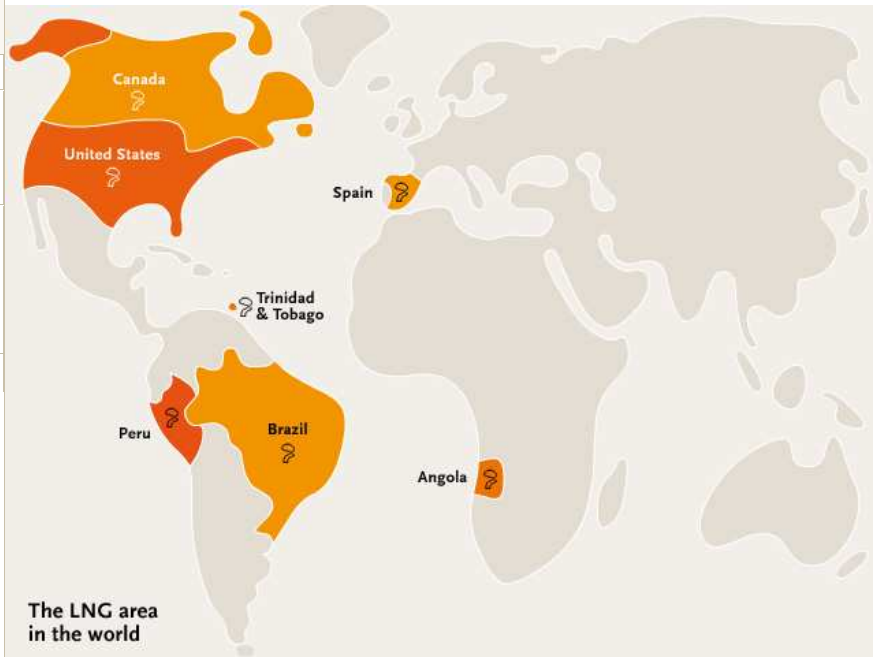 Canada
United States
Spain
Trinidad
& Tobago
Peru
Brazil
Angola
The LNG area
in the world